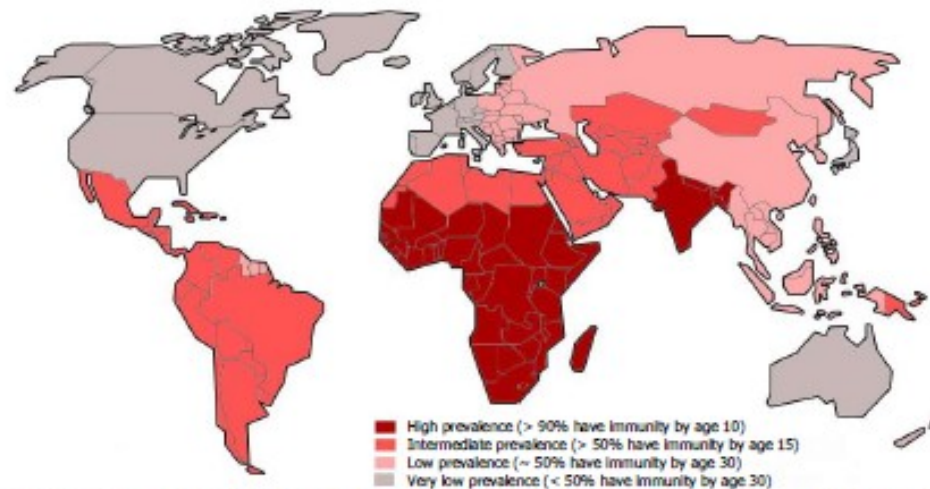 High prevalence (> 90% have immunity by age 10)
Intermediate prevalence (> 50% have immunity by age 15)
Low prevalence (~ 50% have immunity by age 30)
Very low prevalence (< 50% have immunity by age 30)